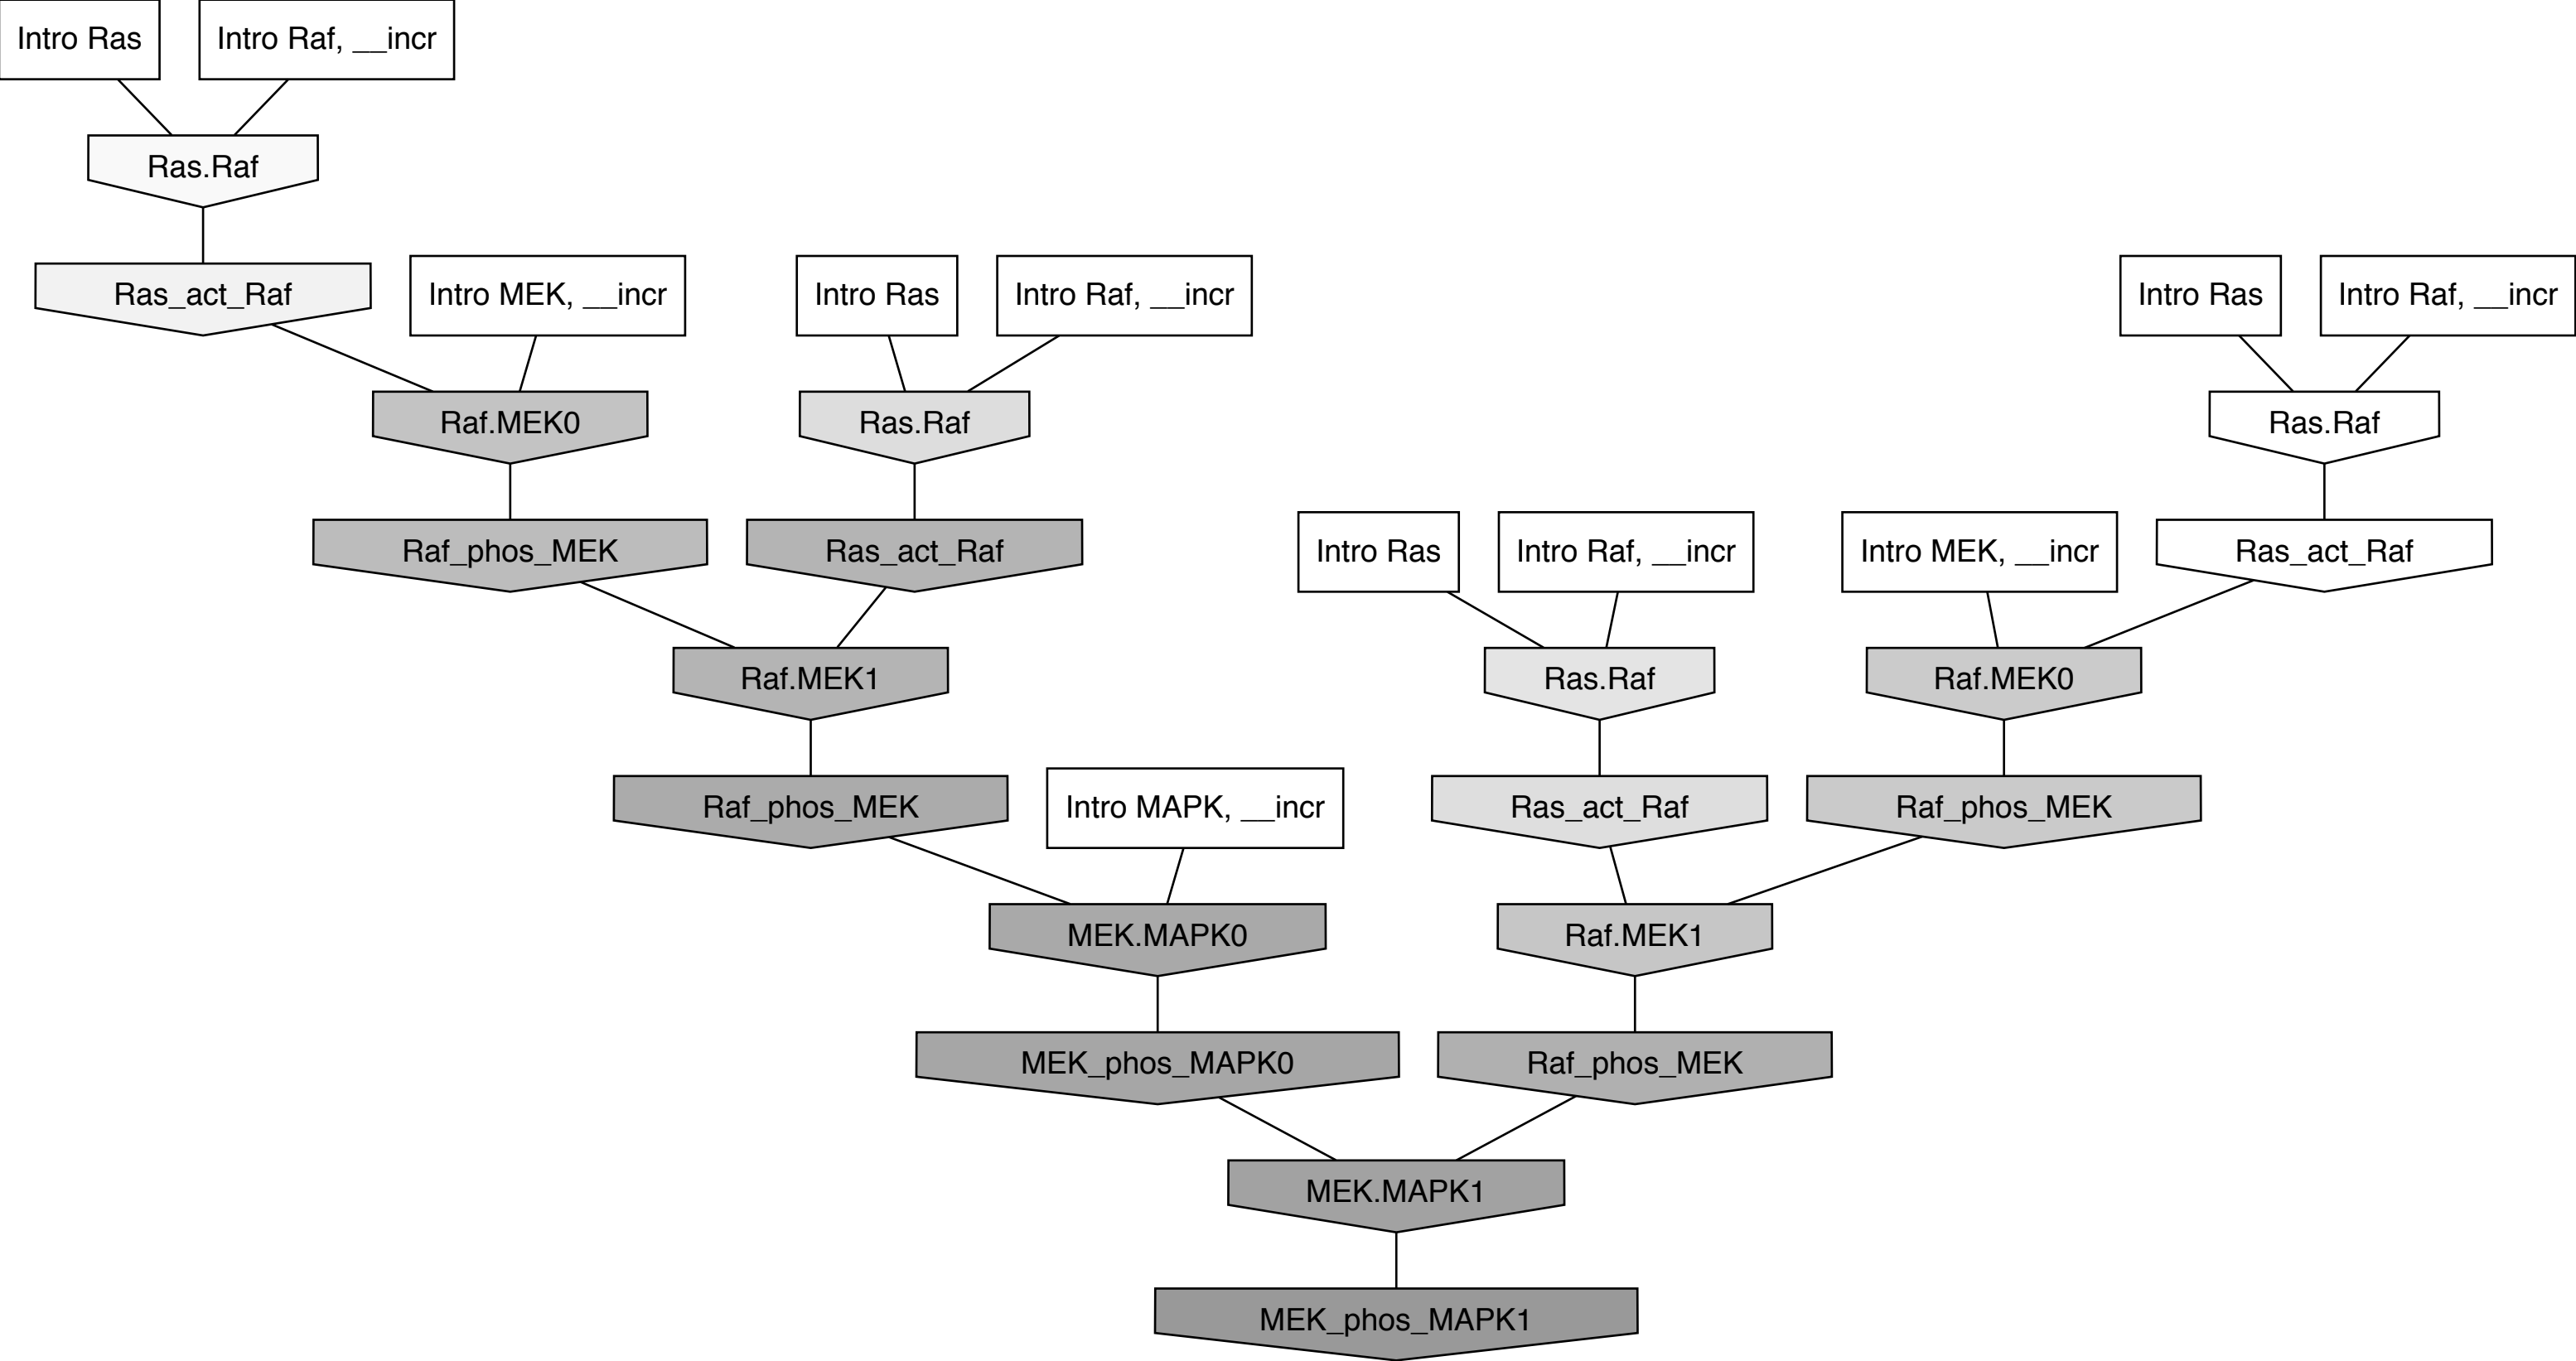 Intro Ras
Intro Raf, __incr
Ras.Raf
Ras_act_Raf
Intro MEK, __incr
Intro Ras
Intro Raf, __incr
Intro Ras
Intro Raf, __incr
Raf.MEK0
Ras.Raf
Ras.Raf
Raf_phos_MEK
Ras_act_Raf
Intro Ras
Intro Raf, __incr
Intro MEK, __incr
Ras_act_Raf
Raf.MEK1
Ras.Raf
Raf.MEK0
Raf_phos_MEK
Intro MAPK, __incr
Ras_act_Raf
Raf_phos_MEK
MEK.MAPK0
Raf.MEK1
MEK_phos_MAPK0
Raf_phos_MEK
MEK.MAPK1
MEK_phos_MAPK1